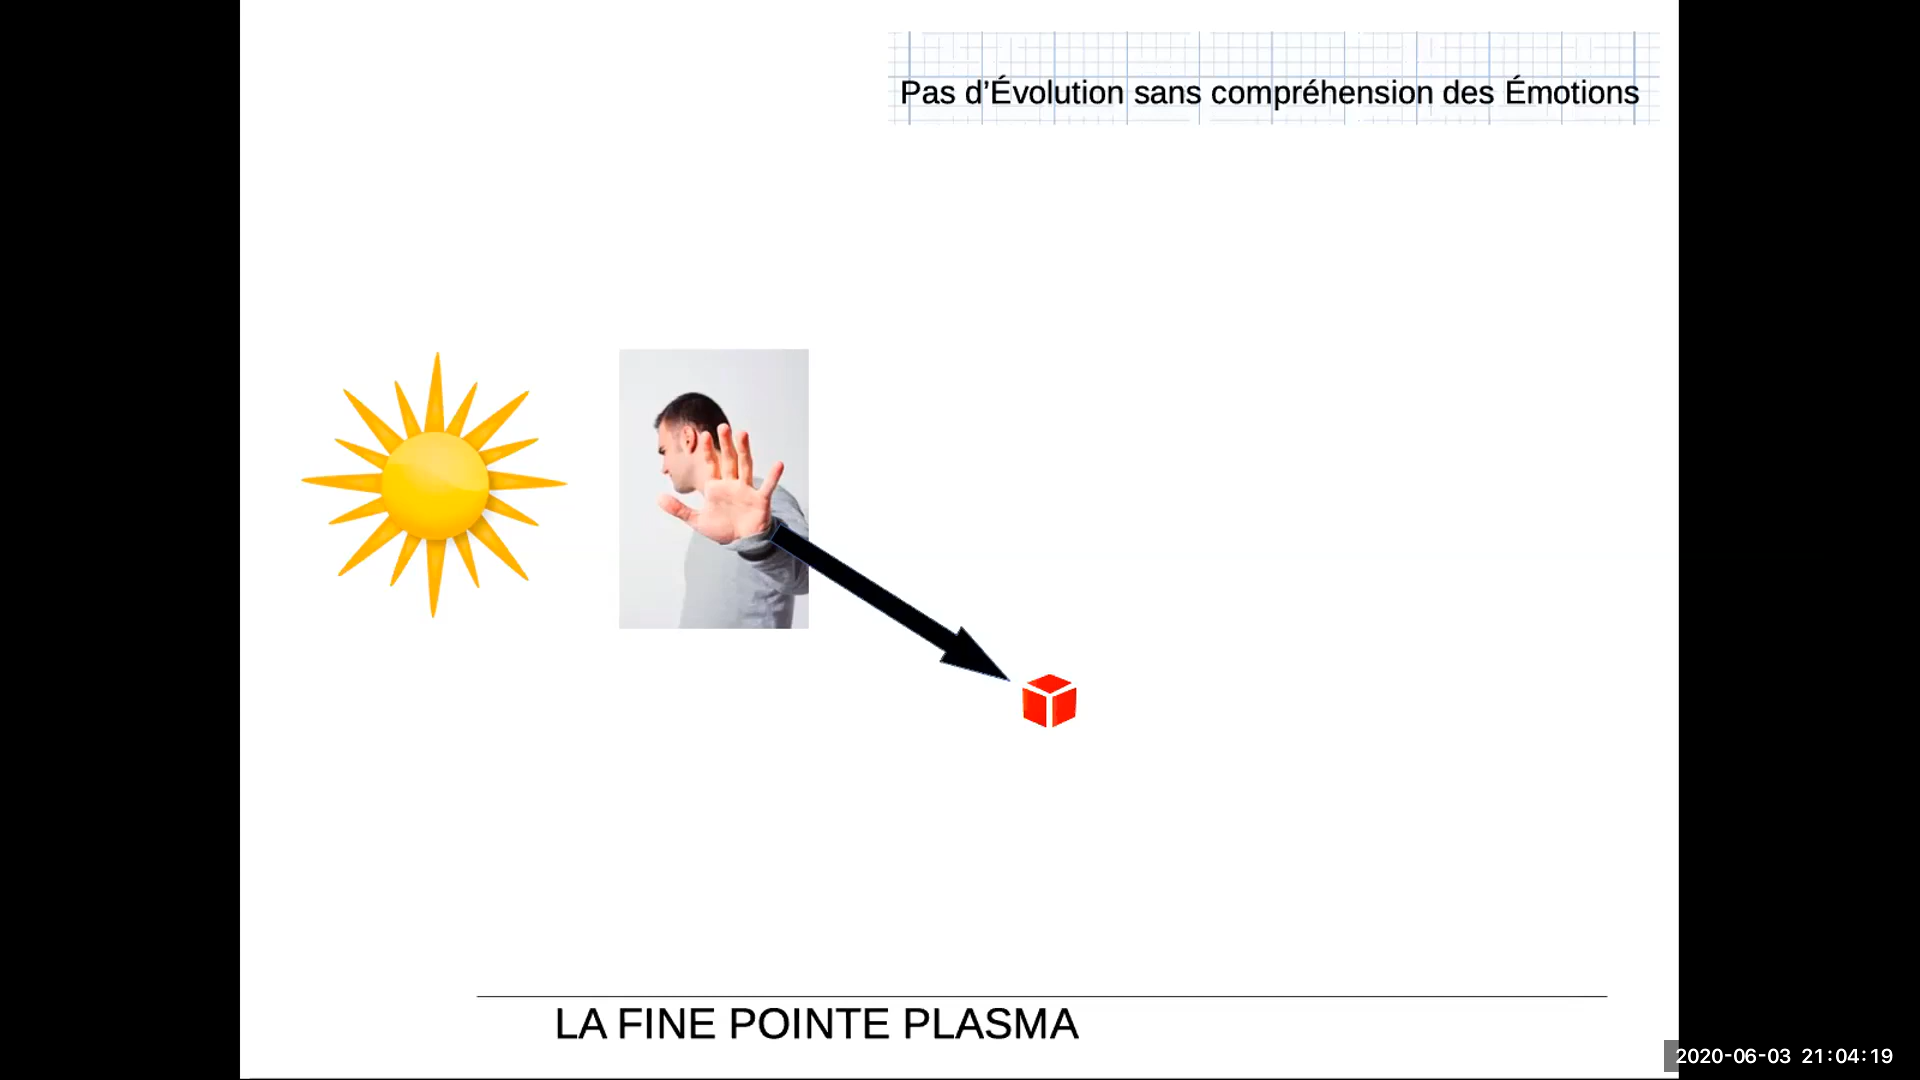 Pas d’Évolution sans compréhension des Émotions
LA FINE POINTE PLASMA
2020-06-03 21:04:19